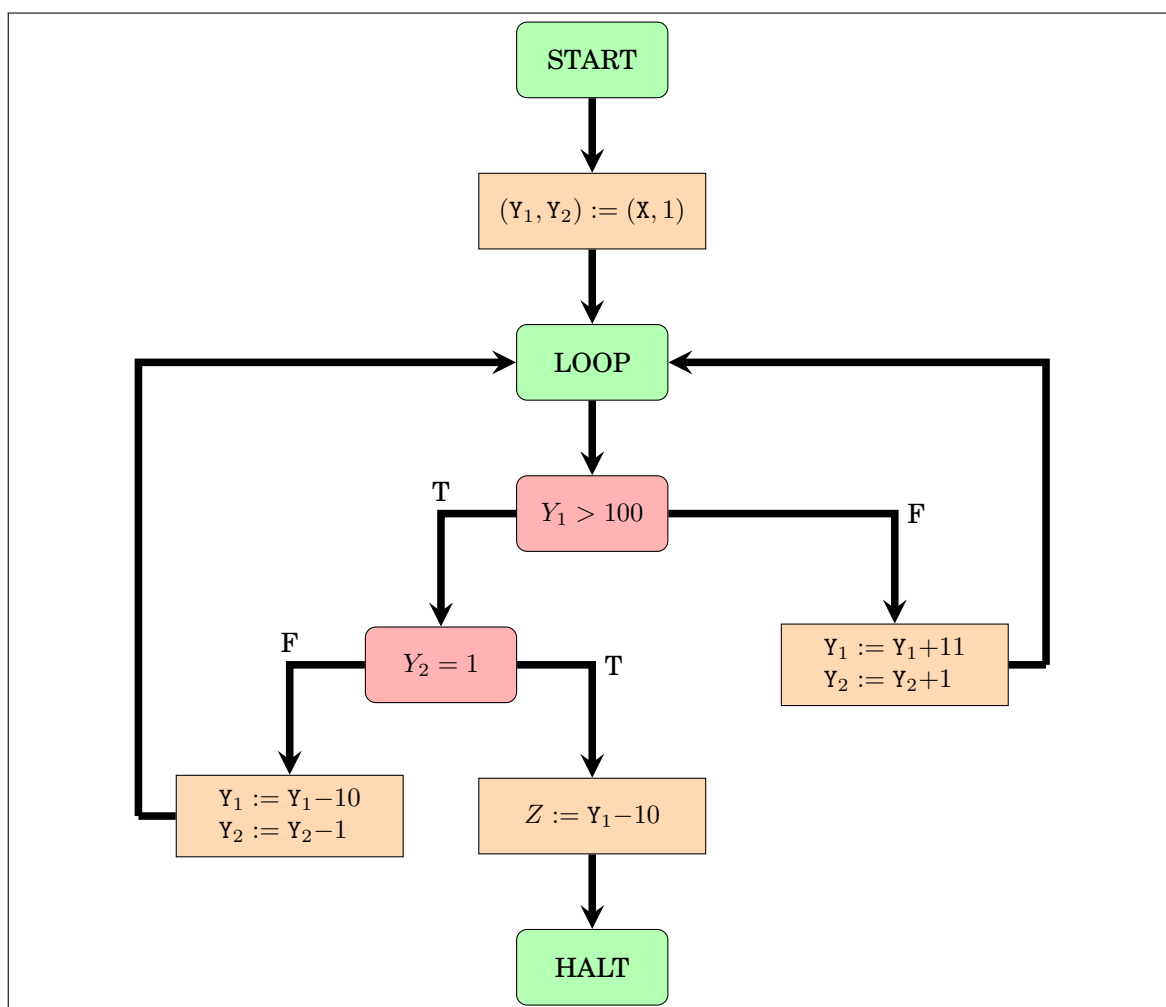 START
(Y₁, Y₂) := (X, 1)
LOOP
T
Y₁ > 100
F
F
Y₂ = 1
T
Y₁ := Y₁+11
Y₂ := Y₂+1
Y₁ := Y₁−10
Y₂ := Y₂−1
Z := Y₁−10
HALT